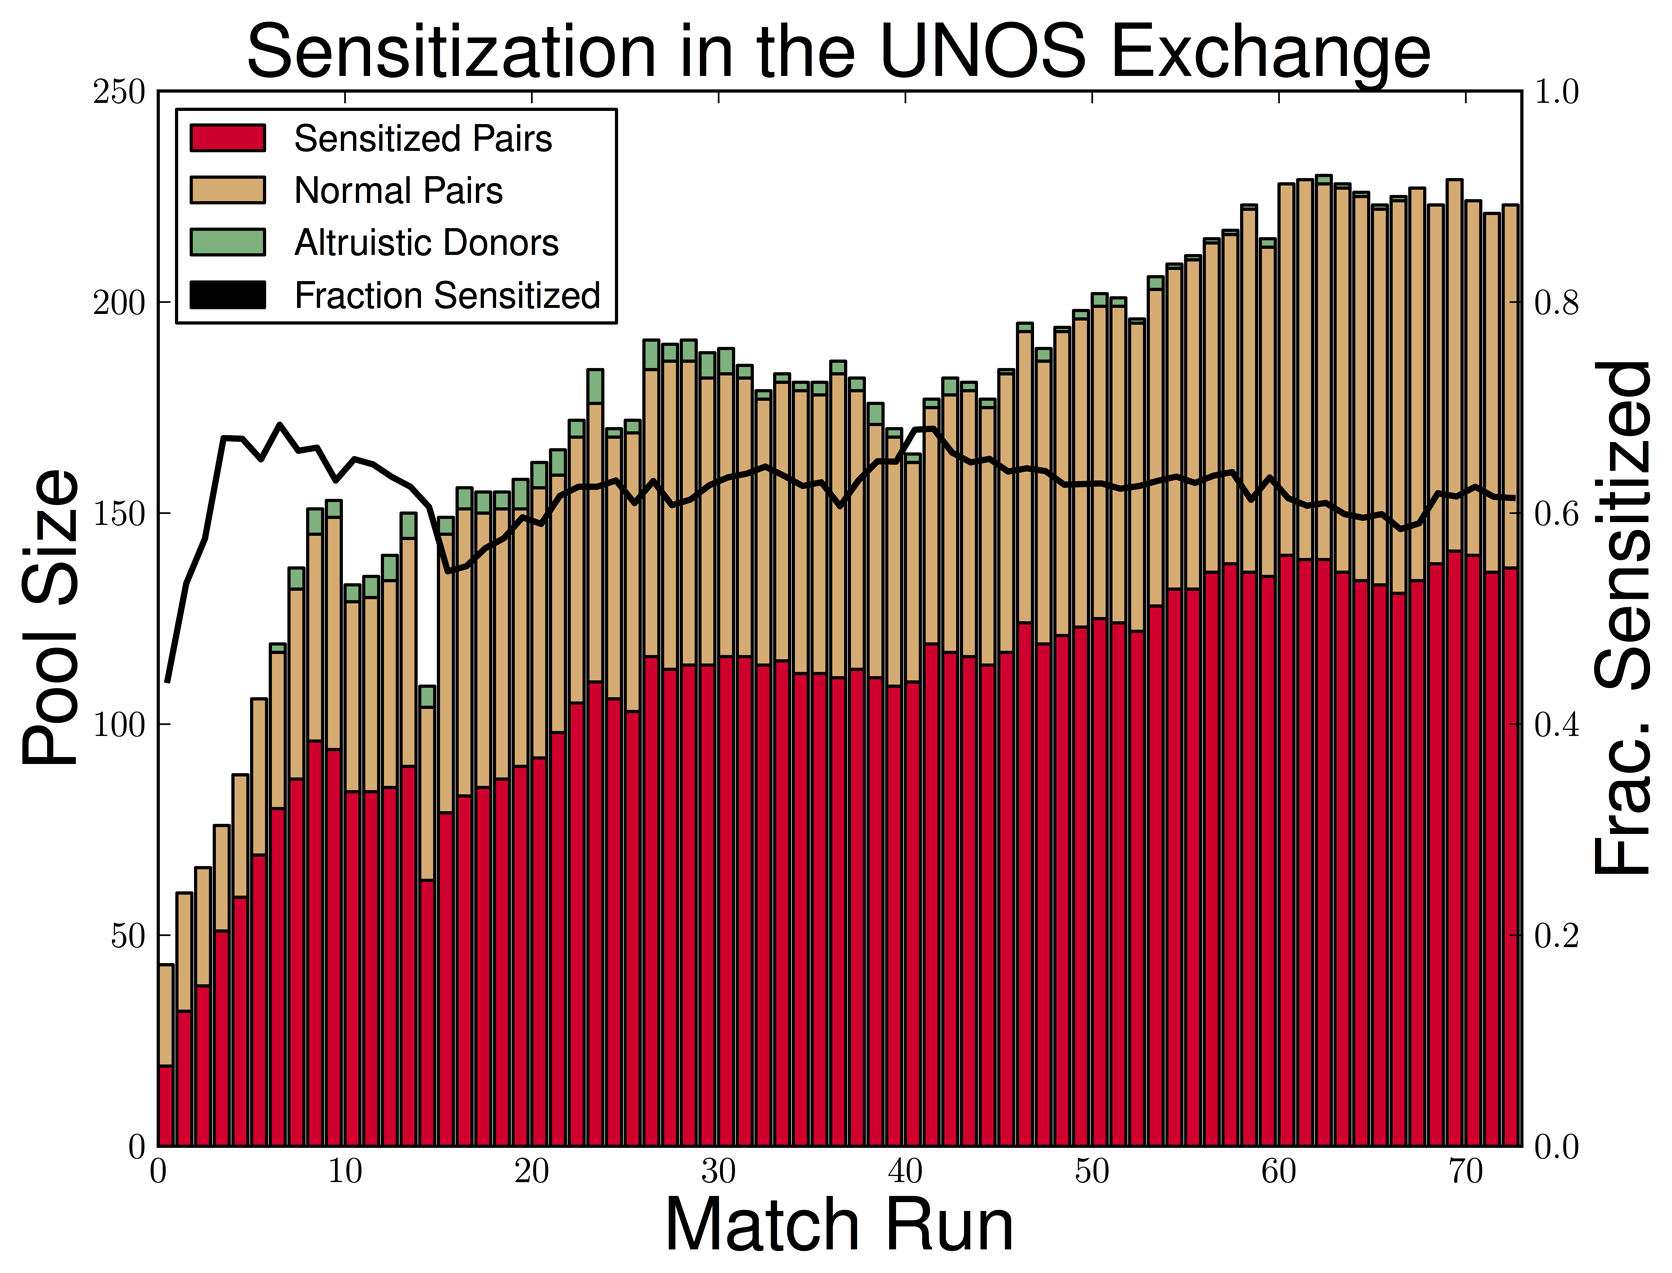 Sensitization in the UNOS Exchange
250
200
150
100
50
0
Pool Size
Sensitized Pairs
Normal Pairs
Altruistic Donors
Fraction Sensitized
1.0
0.8
0.6
0.4
0.2
0.0
Frac. Sensitized
0 10 20 30 40 50 60 70
Match Run